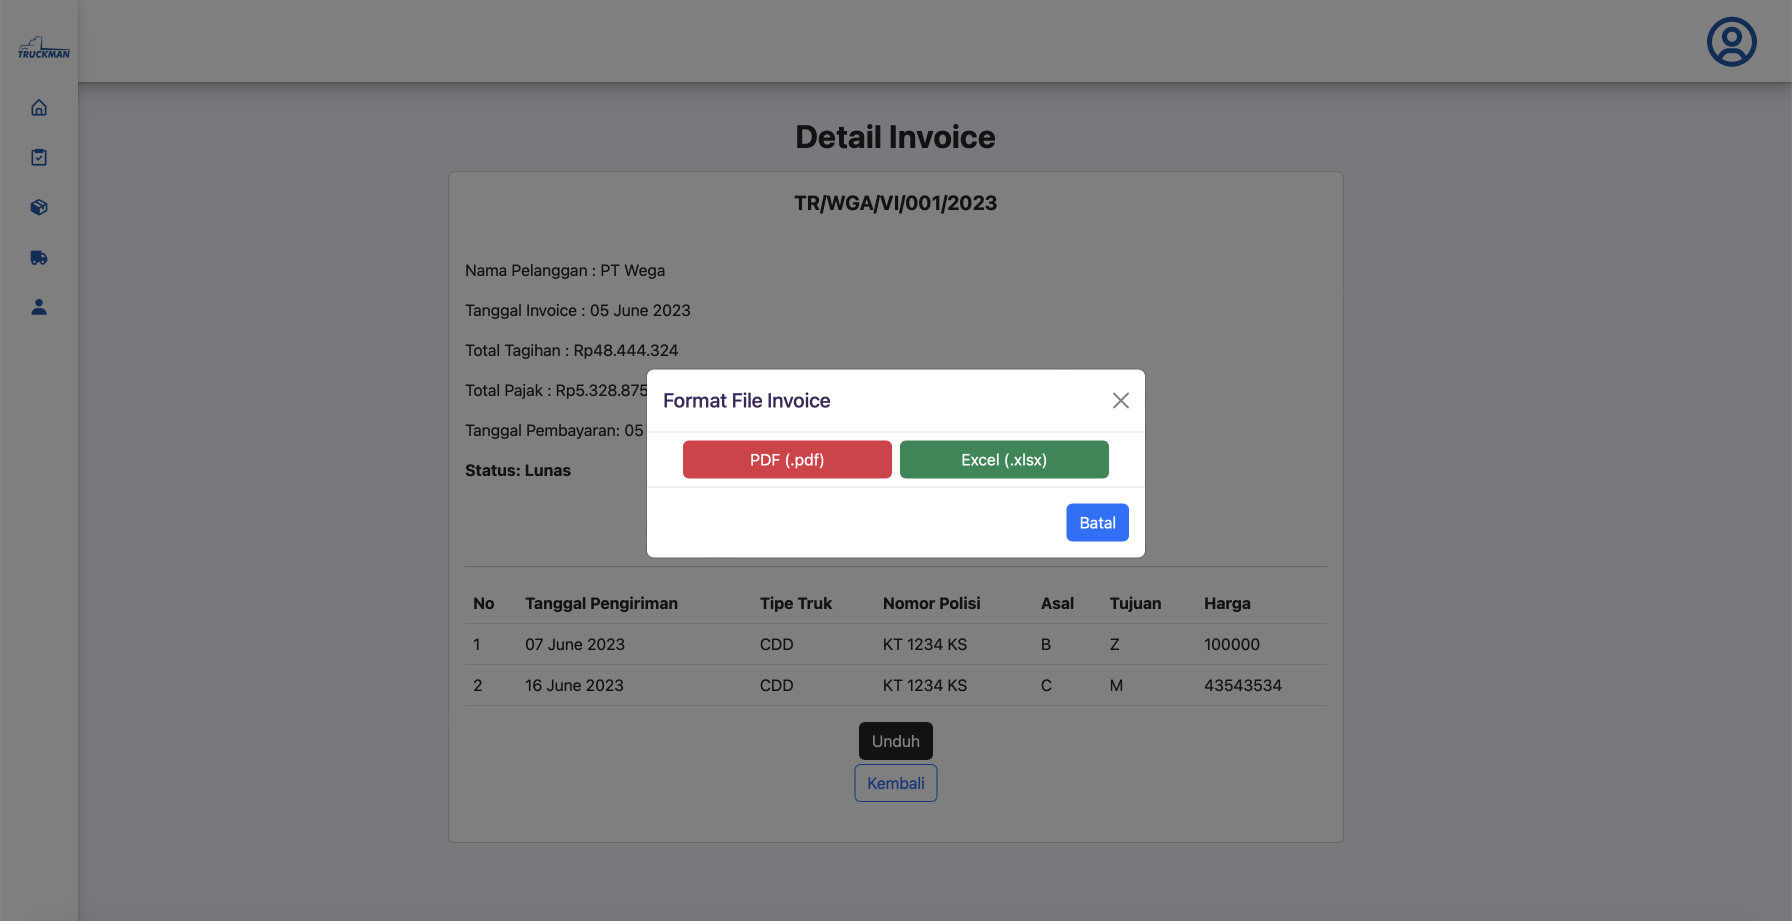 TRUCKMAN
Detail Invoice
TR/WGA/VI/001/2023
Nama Pelanggan : PT Wega
Tanggal Invoice : 05 June 2023
Total Tagihan : Rp48.444.324
Total Pajak : Rp5.328.875
Tanggal Pembayaran: 05
Status: Lunas
Format File Invoice
PDF (.pdf) Excel (.xlsx)
Batal
No Tanggal Pengiriman Tipe Truk Nomor Polisi Asal Tujuan Harga
1 07 June 2023 CDD KT 1234 KS B Z 100000
2 16 June 2023 CDD KT 1234 KS C M 43543534
Unduh
Kembali